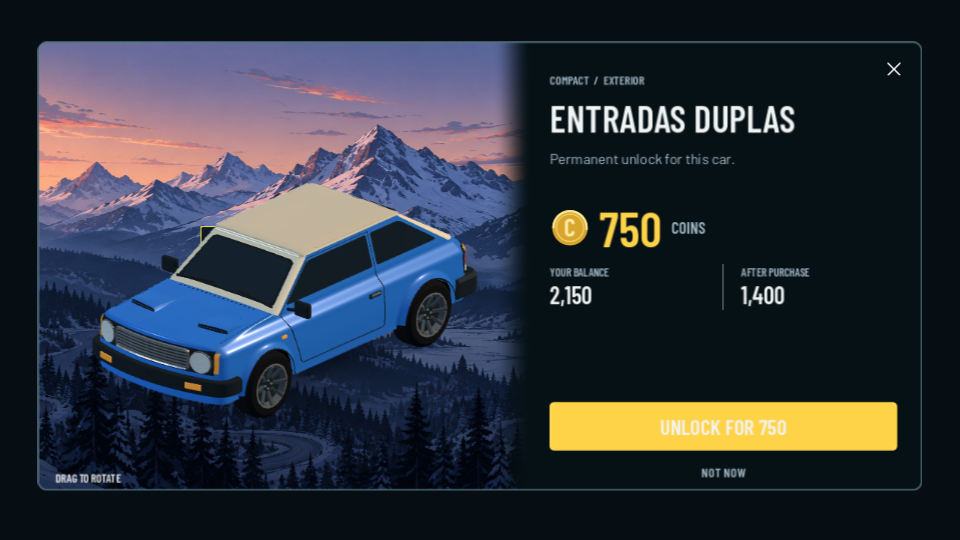 COMPACT / EXTERIOR
ENTRADAS DUPLAS
Permanent unlock for this car.
C 750 COINS
YOUR BALANCE
2,150
AFTER PURCHASE
1,400
UNLOCK FOR 750
NOT NOW
DRAG TO ROTATE